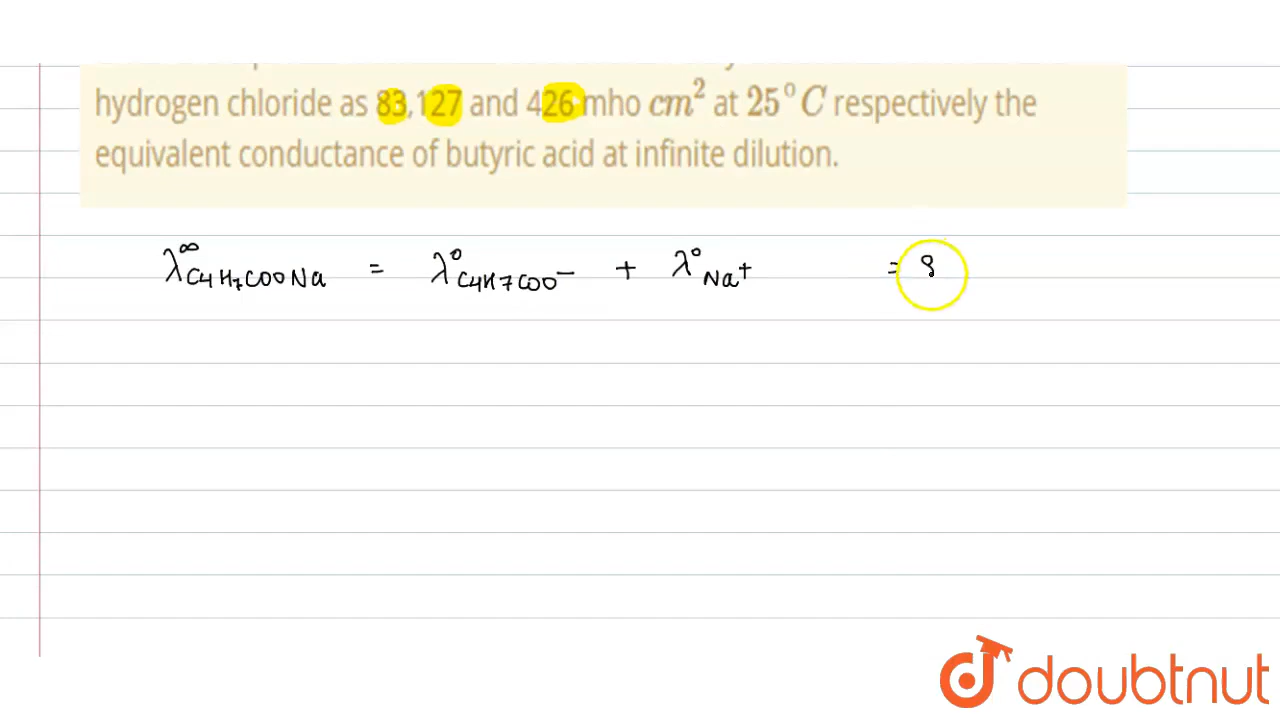 hydrogen chloride as 83,127 and 426 mho cm² at 25°C respectively the
equivalent conductance of butyric acid at infinite dilution.
λ∞C4H7COONa = λ°C4H7COO− + λ°Na+ = 8
doubtnut